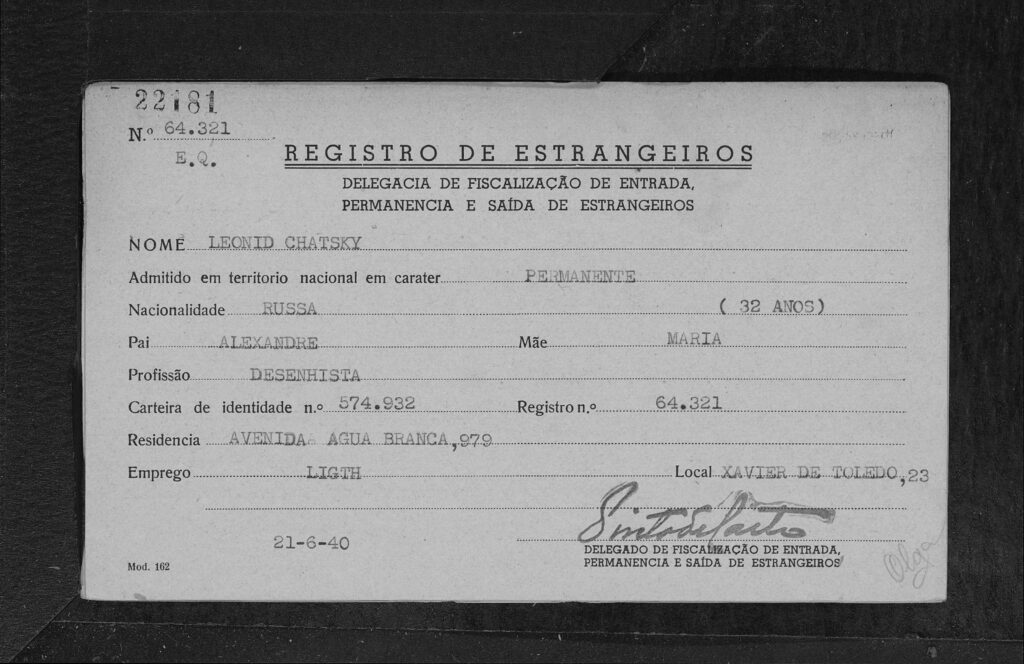 22181
N.º 64.321
E.Q.
REGISTRO DE ESTRANGEIROS
DELEGACIA DE FISCALIZAÇÃO DE ENTRADA,
PERMANENCIA E SAÍDA DE ESTRANGEIROS
NOME LEONID CHATSKY
Admitido em territorio nacional em carater PERMANENTE
Nacionalidade RUSSA ( 32 ANOS)
Pai ALEXANDRE Mãe MARIA
Profissão DESENHISTA
Carteira de identidade n.º 574.932 Registro n.º 64.321
Residencia AVENIDA AGUA BRANCA,979
Emprego LIGTH Local XAVIER DE TOLEDO,23
21-6-40
DELEGADO DE FISCALIZAÇÃO DE ENTRADA,
PERMANENCIA E SAÍDA DE ESTRANGEIROS
Olga
Mod. 162